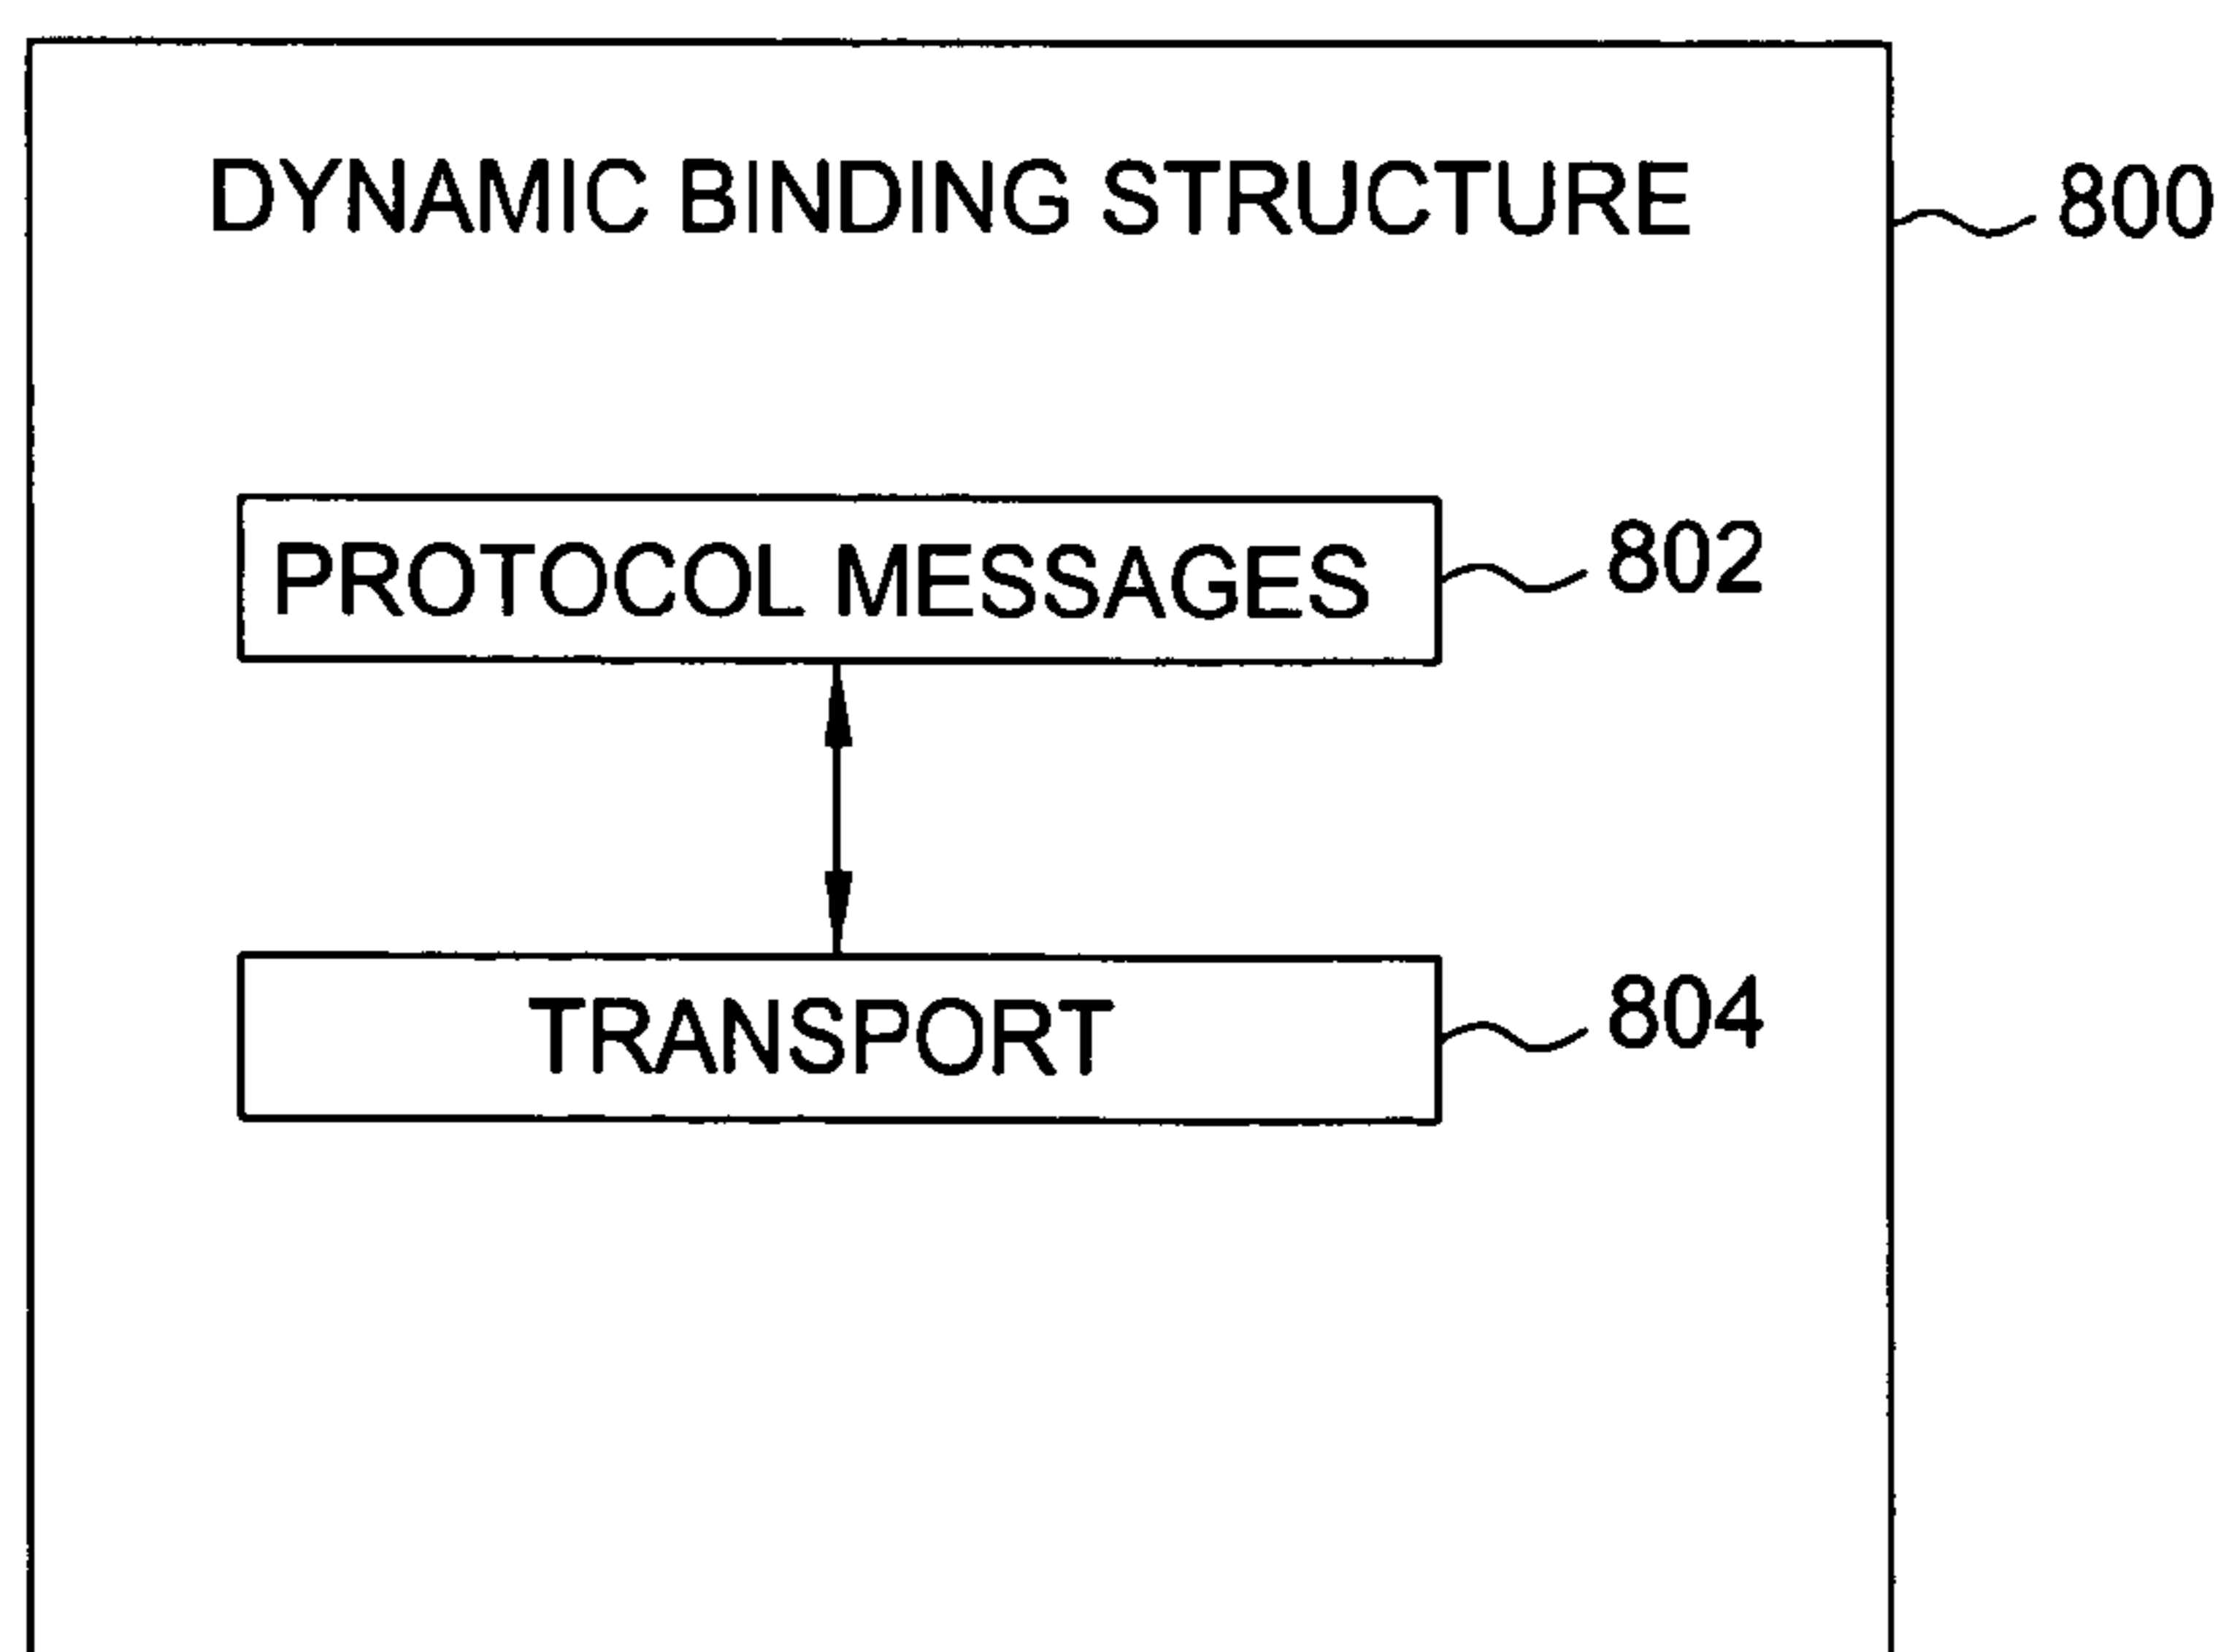 DYNAMIC BINDING STRUCTURE 800
PROTOCOL MESSAGES 802
TRANSPORT 804